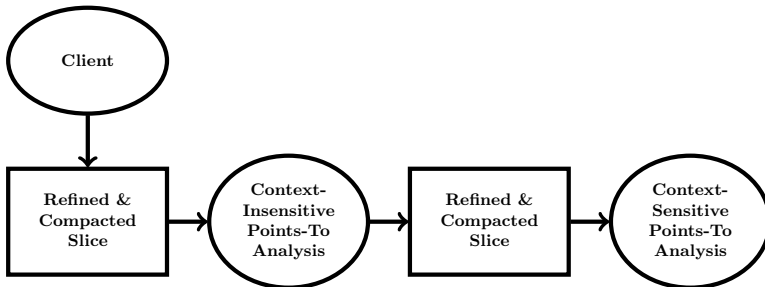 Client
Refined &
Compacted
Slice
Context-
Insensitive
Points-To
Analysis
Refined &
Compacted
Slice
Context-
Sensitive
Points-To
Analysis